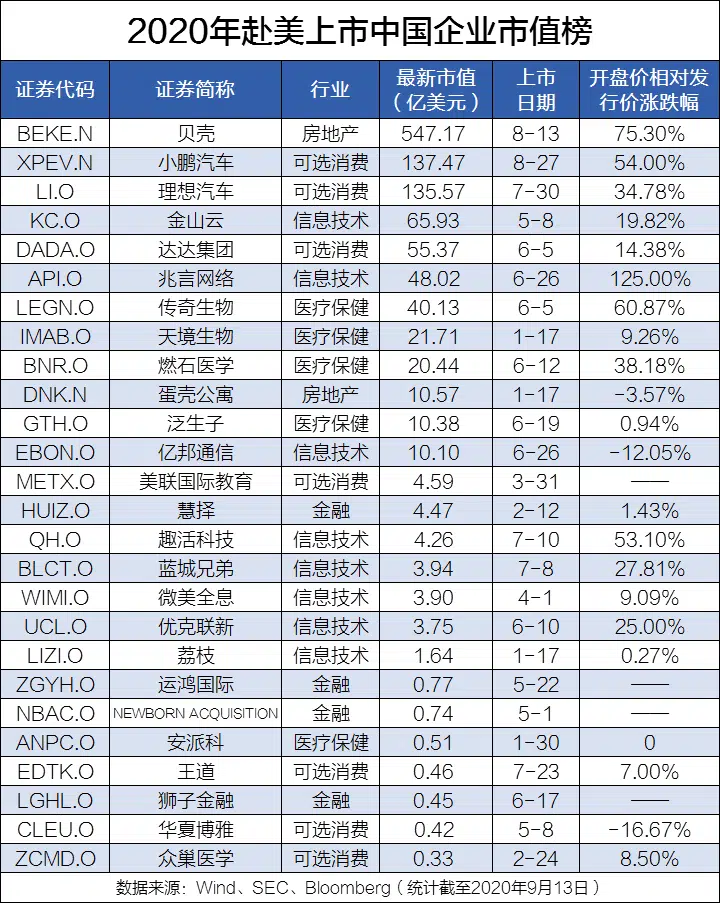 2020年赴美上市中国企业市值榜
证券代码 证券简称 行业 最新市值（亿美元） 上市日期 开盘价相对发行价涨跌幅
BEKE.N 贝壳 房地产 547.17 8-13 75.30%
XPEV.N 小鹏汽车 可选消费 137.47 8-27 54.00%
LI.O 理想汽车 可选消费 135.57 7-30 34.78%
KC.O 金山云 信息技术 65.93 5-8 19.82%
DADA.O 达达集团 可选消费 55.37 6-5 14.38%
API.O 兆言网络 信息技术 48.02 6-26 125.00%
LEGN.O 传奇生物 医疗保健 40.13 6-5 60.87%
IMAB.O 天境生物 医疗保健 21.71 1-17 9.26%
BNR.O 燃石医学 医疗保健 20.44 6-12 38.18%
DNK.N 蛋壳公寓 房地产 10.57 1-17 -3.57%
GTH.O 泛生子 医疗保健 10.38 6-19 0.94%
EBON.O 亿邦通信 信息技术 10.10 6-26 -12.05%
METX.O 美联国际教育 可选消费 4.59 3-31 ——
HUIZ.O 慧择 金融 4.47 2-12 1.43%
QH.O 趣活科技 信息技术 4.26 7-10 53.10%
BLCT.O 蓝城兄弟 信息技术 3.94 7-8 27.81%
WIMI.O 微美全息 信息技术 3.90 4-1 9.09%
UCL.O 优克联新 信息技术 3.75 6-10 25.00%
LIZI.O 荔枝 信息技术 1.64 1-17 0.27%
ZGYH.O 运鸿国际 金融 0.77 5-22 ——
NBAC.O NEWBORN ACQUISITION 金融 0.74 5-1 ——
ANPC.O 安派科 医疗保健 0.51 1-30 0
EDTK.O 王道 可选消费 0.46 7-23 7.00%
LGHL.O 狮子金融 金融 0.45 6-17 ——
CLEU.O 华夏博雅 可选消费 0.42 5-8 -16.67%
ZCMD.O 众巢医学 可选消费 0.33 2-24 8.50%
数据来源：Wind、SEC、Bloomberg（统计截至2020年9月13日）